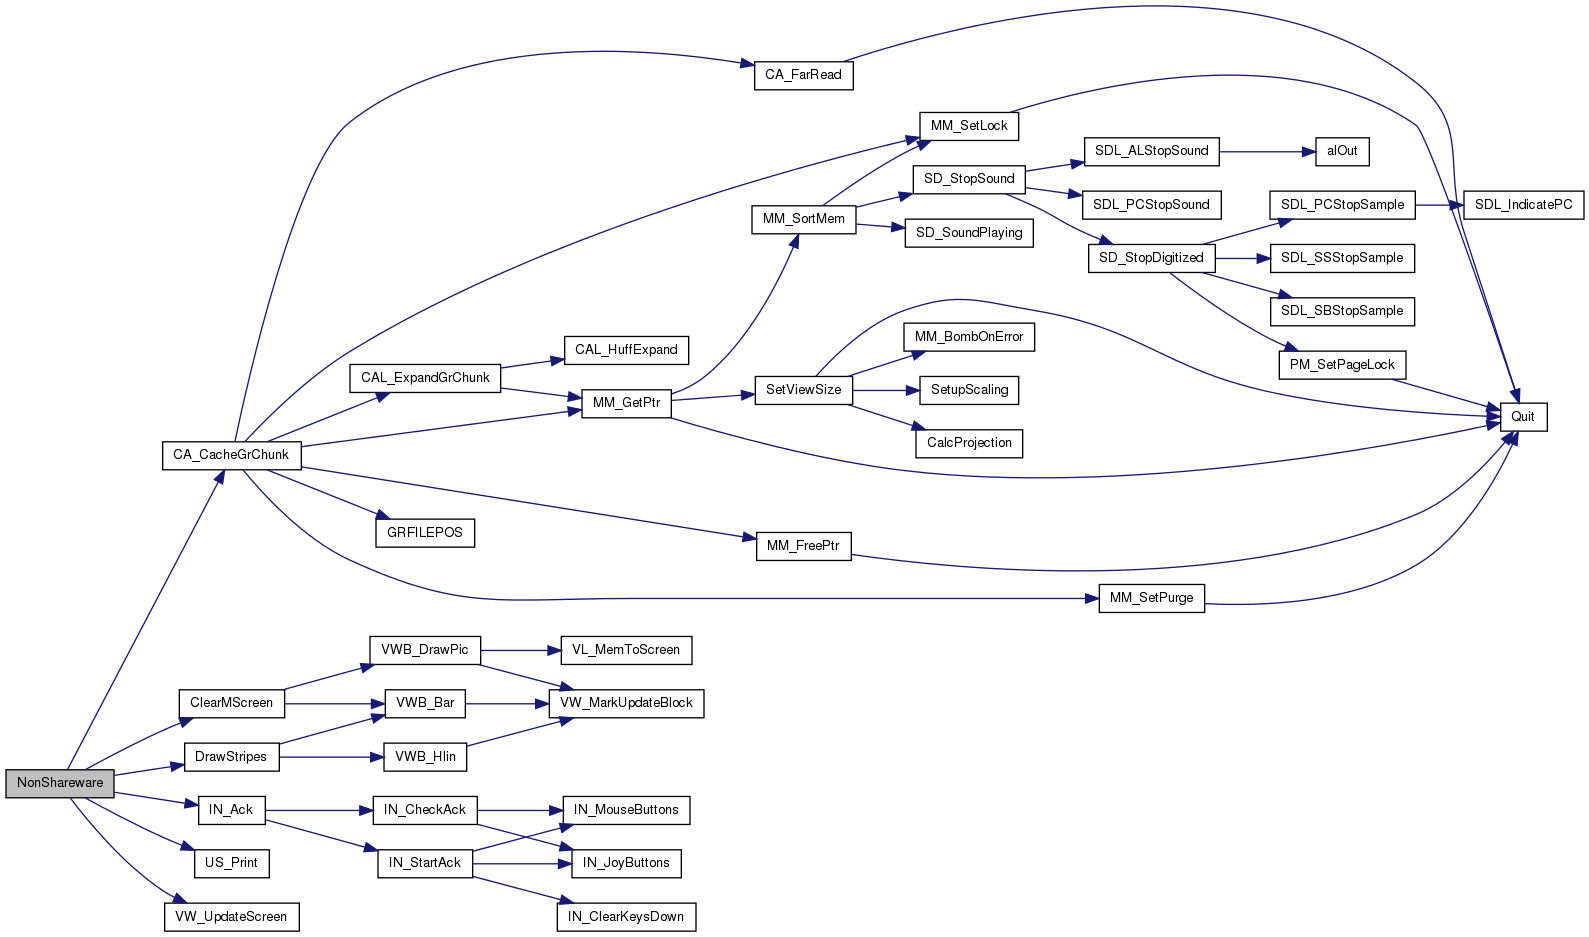 CA_FarRead
MM_SetLock
SDL_ALStopSound
alOut
SD_StopSound
SDL_PCStopSound
SDL_PCStopSample
SDL_IndicatePC
MM_SortMem
SD_SoundPlaying
SD_StopDigitized
SDL_SSStopSample
SDL_SBStopSample
MM_BombOnError
CAL_HuffExpand
PM_SetPageLock
CAL_ExpandGrChunk
SetViewSize
SetupScaling
MM_GetPtr
Quit
CalcProjection
CA_CacheGrChunk
GRFILEPOS
MM_FreePtr
MM_SetPurge
VWB_DrawPic
VL_MemToScreen
ClearMScreen
VWB_Bar
VW_MarkUpdateBlock
DrawStripes
VWB_Hlin
NonShareware
IN_Ack
IN_CheckAck
IN_MouseButtons
US_Print
IN_StartAck
IN_JoyButtons
VW_UpdateScreen
IN_ClearKeysDown